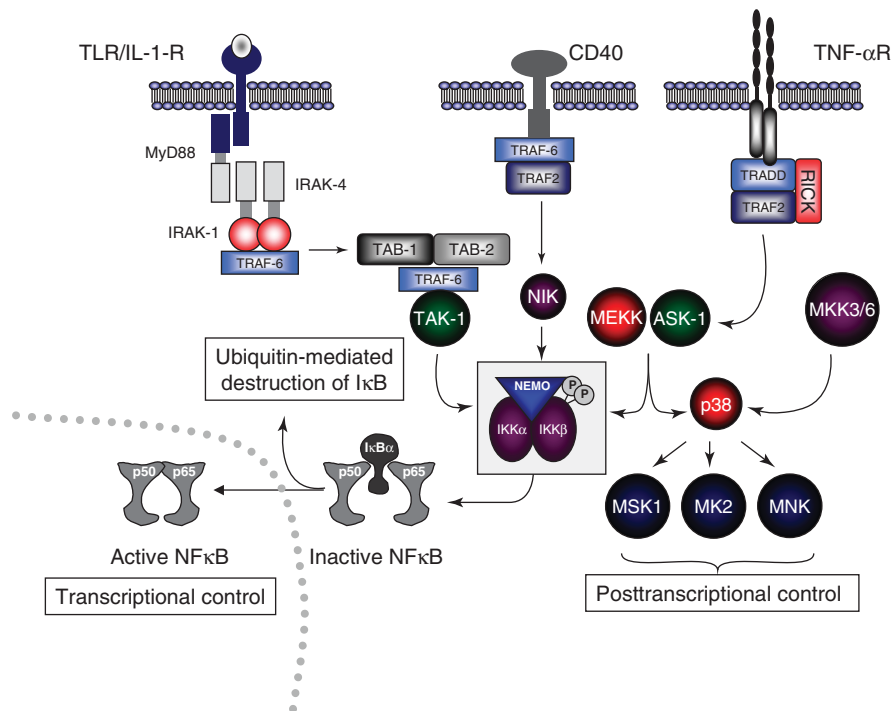 TLR/IL-1-R
CD40
TNF-αR
MyD88
IRAK-4
IRAK-1
TRAF-6
TRAF-6
TRAF2
TRADD
TRAF2
RICK
TAB-1
TAB-2
TRAF-6
TAK-1
NIK
MEKK
ASK-1
MKK3/6
Ubiquitin-mediated
destruction of IκB
NEMO
P
P
IKKα
IKKβ
p38
IκBα
p50
p65
p50
p65
MSK1
MK2
MNK
Active NFκB
Inactive NFκB
Transcriptional control
Posttranscriptional control